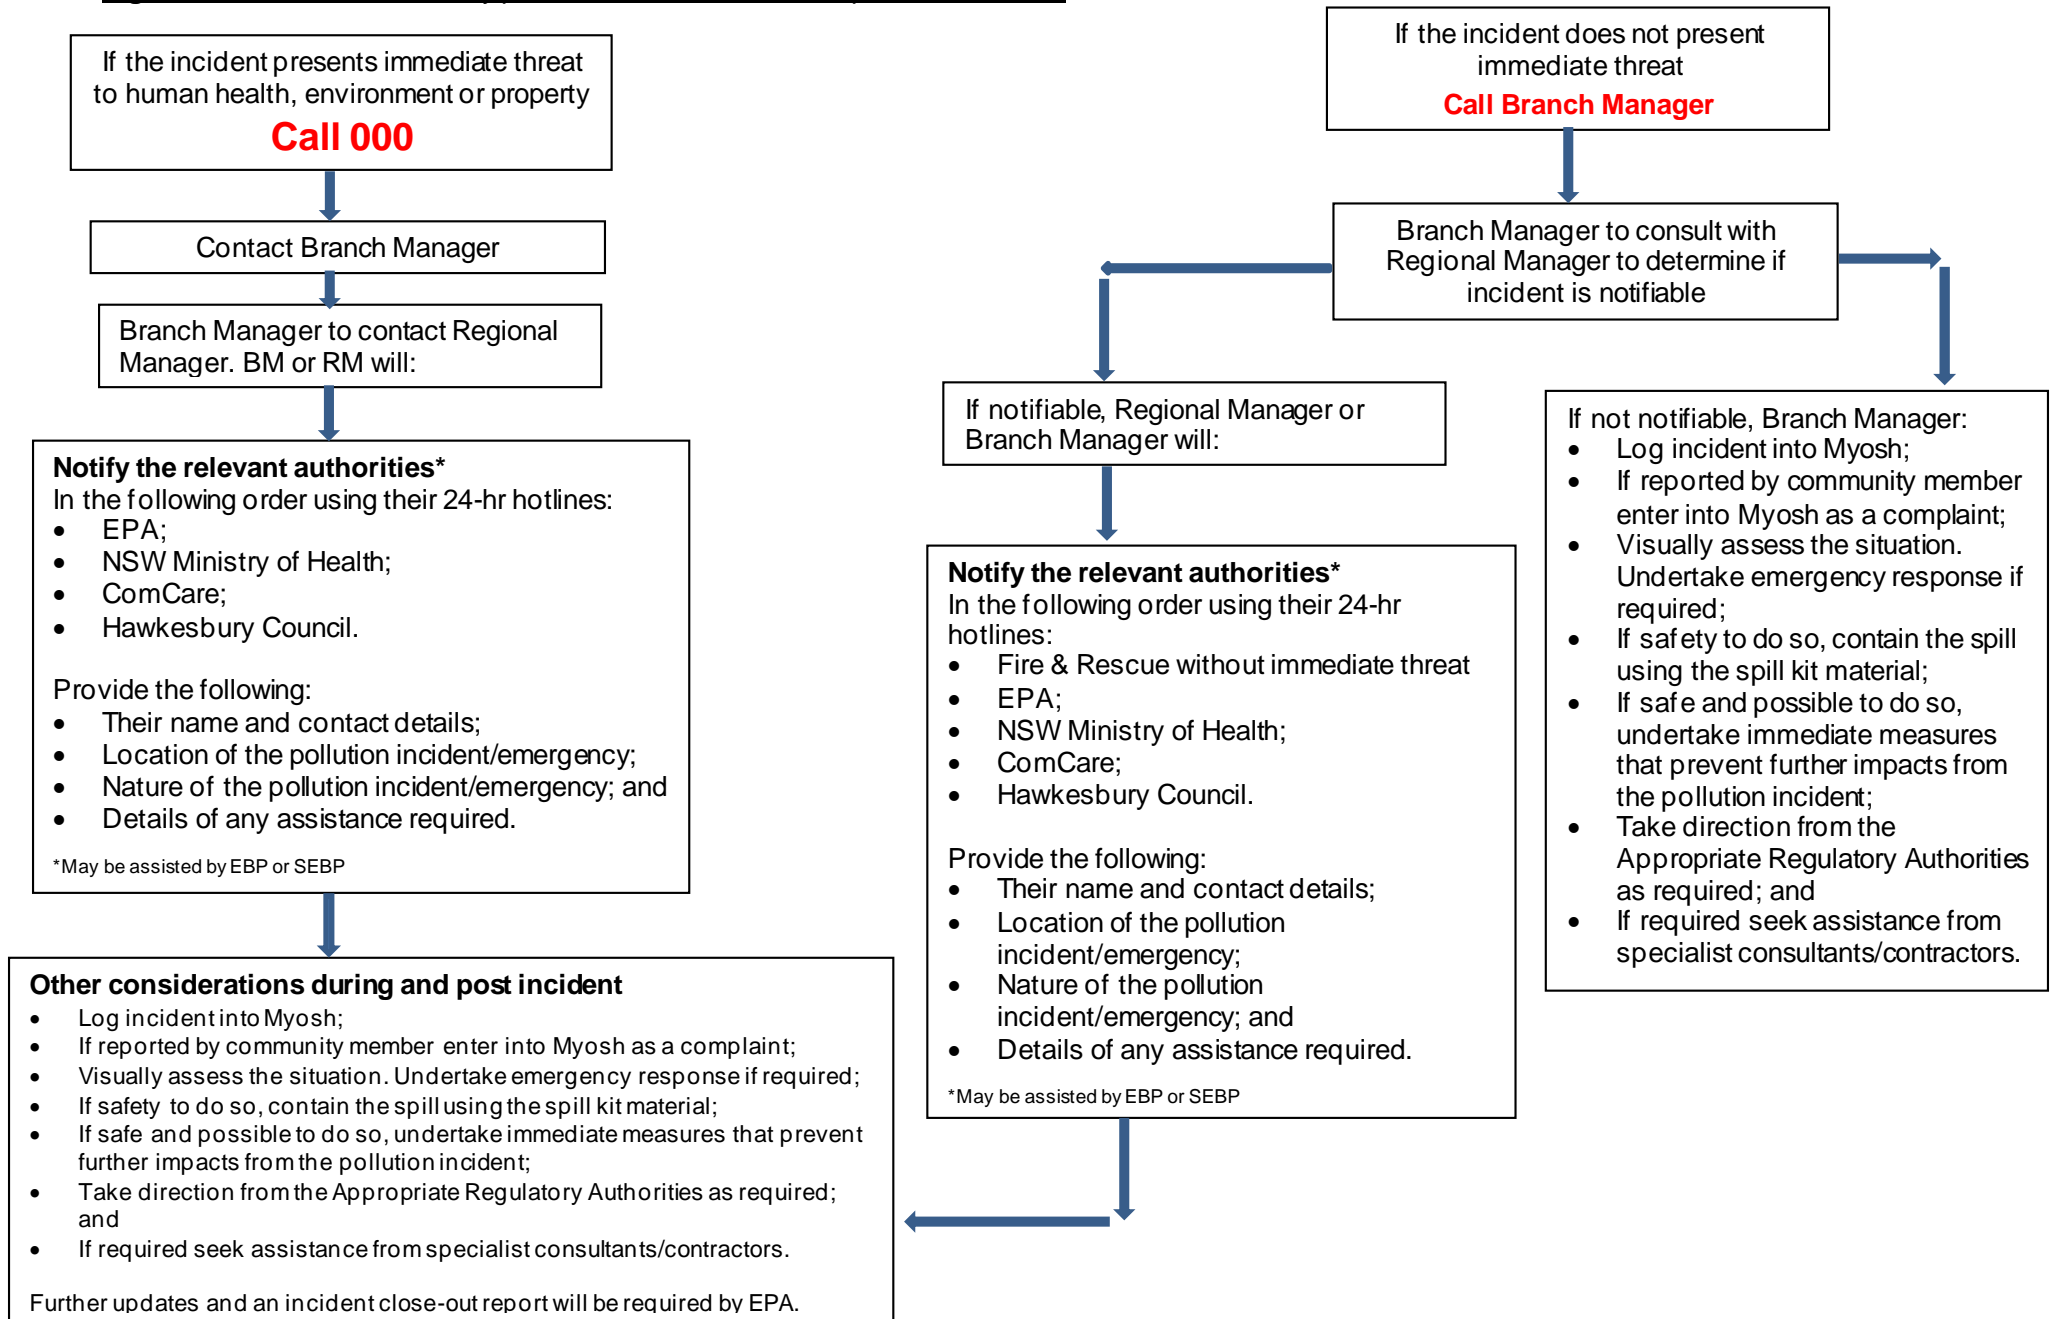 If the incident presents immediate threat
to human health, environment or property
Call 000
Contact Branch Manager
Branch Manager to contact Regional
Manager. BM or RM will:
Notify the relevant authorities*
In the following order using their 24-hr hotlines:
• EPA;
• NSW Ministry of Health;
• ComCare;
• Hawkesbury Council.
Provide the following:
• Their name and contact details;
• Location of the pollution incident/emergency;
• Nature of the pollution incident/emergency; and
• Details of any assistance required.
*May be assisted by EBP or SEBP
Other considerations during and post incident
• Log incident into Myosh;
• If reported by community member enter into Myosh as a complaint;
• Visually assess the situation. Undertake emergency response if required;
• If safety to do so, contain the spill using the spill kit material;
• If safe and possible to do so, undertake immediate measures that prevent
further impacts from the pollution incident;
• Take direction from the Appropriate Regulatory Authorities as required;
and
• If required seek assistance from specialist consultants/contractors.
Further updates and an incident close-out report will be required by EPA.
If the incident does not present
immediate threat
Call Branch Manager
Branch Manager to consult with
Regional Manager to determine if
incident is notifiable
If notifiable, Regional Manager or
Branch Manager will:
Notify the relevant authorities*
In the following order using their 24-hr
hotlines:
• Fire & Rescue without immediate threat
• EPA;
• NSW Ministry of Health;
• ComCare;
• Hawkesbury Council.
Provide the following:
• Their name and contact details;
• Location of the pollution
incident/emergency;
• Nature of the pollution
incident/emergency; and
• Details of any assistance required.
*May be assisted by EBP or SEBP
If not notifiable, Branch Manager:
• Log incident into Myosh;
• If reported by community member
enter into Myosh as a complaint;
• Visually assess the situation.
Undertake emergency response if
required;
• If safety to do so, contain the spill
using the spill kit material;
• If safe and possible to do so,
undertake immediate measures
that prevent further impacts from
the pollution incident;
• Take direction from the
Appropriate Regulatory Authorities
as required; and
• If required seek assistance from
specialist consultants/contractors.